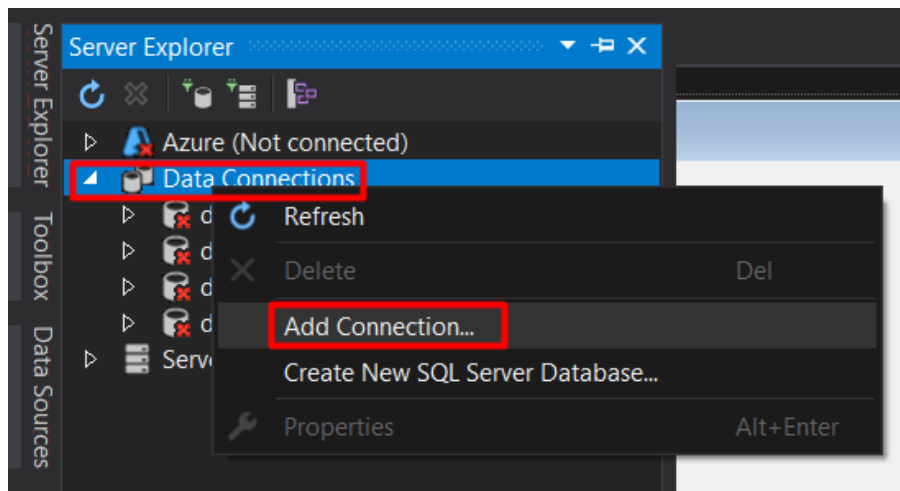 Server Explorer
Toolbox
Data Sources
Server Explorer
Azure (Not connected)
Data Connections
d
d
d
d
Serv
Refresh
Delete Del
Add Connection...
Create New SQL Server Database...
Properties Alt+Enter